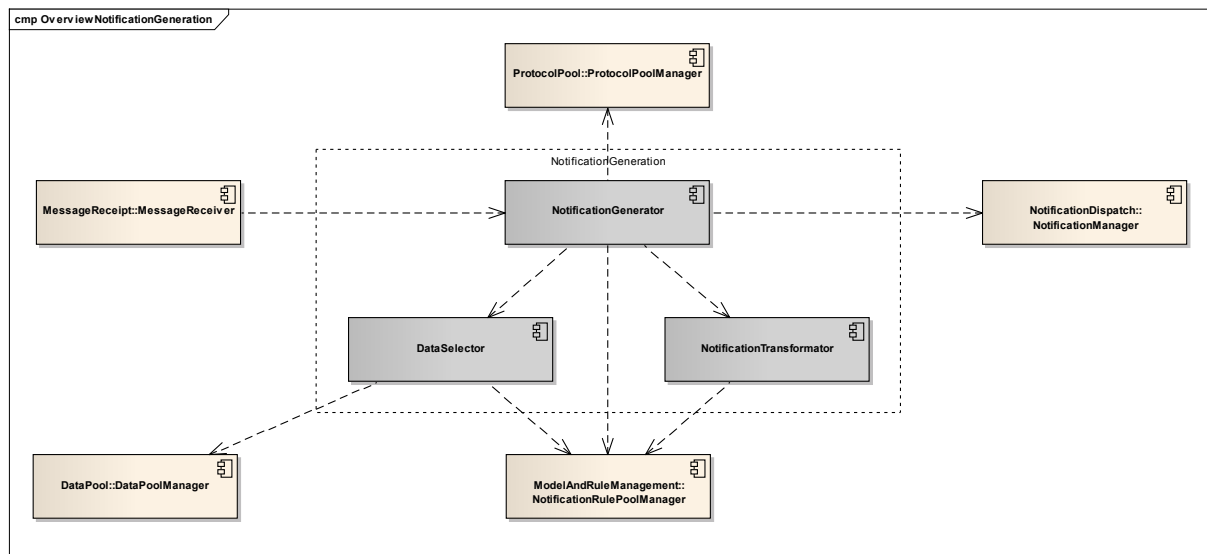 cmp OverviewNotificationGeneration
ProtocolPool::ProtocolPoolManager
NotificationGeneration
MessageReceipt::MessageReceiver
NotificationGenerator
NotificationDispatch::
NotificationManager
DataSelector
NotificationTransformator
DataPool::DataPoolManager
ModelAndRuleManagement::
NotificationRulePoolManager